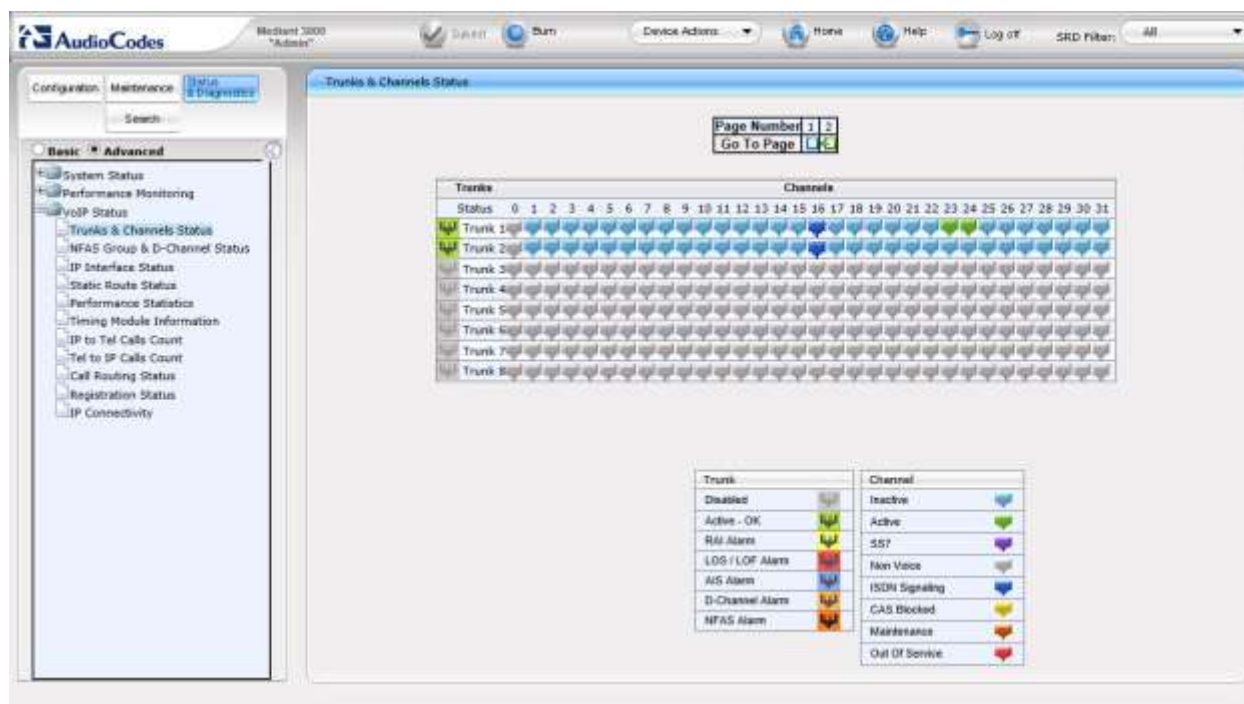 AudioCodes
Mediant 3000
"Admin"
Submit
Burn
Device Actions
Home
Help
Log off
SRD Filter:
All
Configuration
Maintenance
Status
& Diagnostics
Search
Basic
Advanced
System Status
Performance Monitoring
VoIP Status
Trunks & Channels Status
NFAS Group & D-Channel Status
IP Interface Status
Static Route Status
Performance Statistics
Timing Module Information
IP to Tel Calls Count
Tel to IP Calls Count
Call Routing Status
Registration Status
IP Connectivity
Trunks & Channels Status
Page Number 1 2
Go To Page
Trunks Channels
Status 0 1 2 3 4 5 6 7 8 9 10 11 12 13 14 15 16 17 18 19 20 21 22 23 24 25 26 27 28 29 30 31
Trunk 1
Trunk 2
Trunk 3
Trunk 4
Trunk 5
Trunk 6
Trunk 7
Trunk 8
Trunk
Disabled
Active - OK
RAI Alarm
LOS / LOF Alarm
AIS Alarm
D-Channel Alarm
NFAS Alarm
Channel
Inactive
Active
SS7
Non Voice
ISDN Signaling
CAS Blocked
Maintenance
Out Of Service